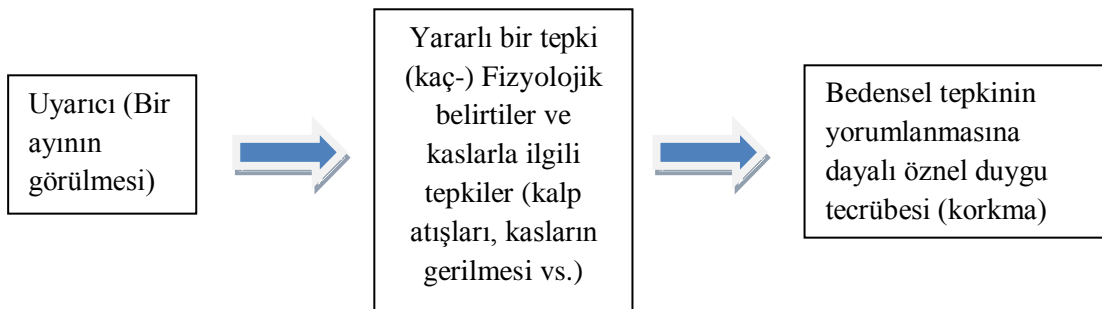 Uyarıcı (Bir
ayının
görülmesi)
Yararlı bir tepki
(kaç-) Fizyolojik
belirtiler ve
kaslarla ilgili
tepkiler (kalp
atışları, kasların
gerilmesi vs.)
Bedensel tepkinin
yorumlanmasına
dayalı öznel duygu
tecrübesi (korkma)